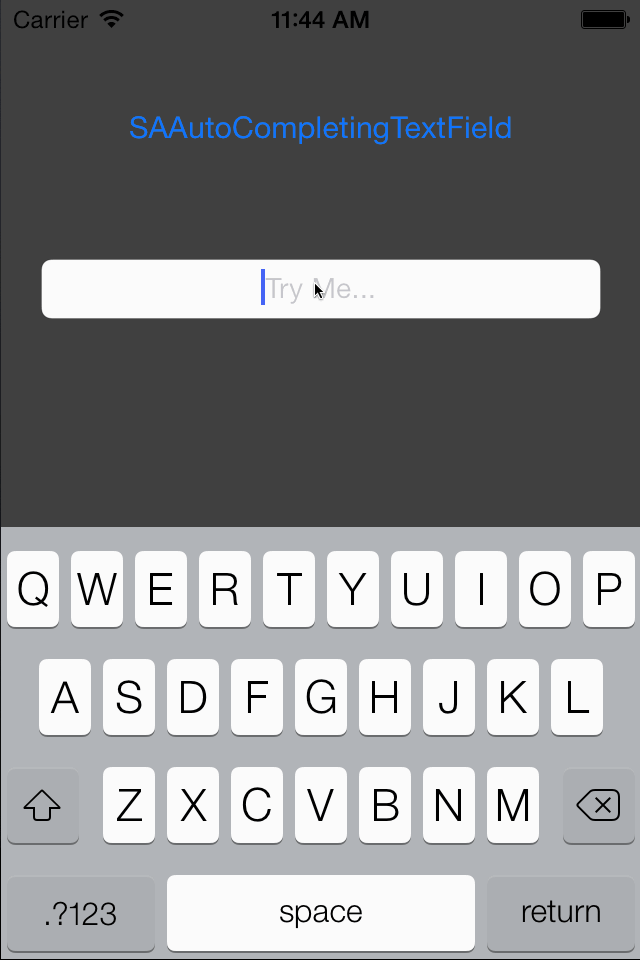 Carrier 11:44 AM
SAAutoCompletingTextField
Try Me...
Q W E R T Y U I O P
A S D F G H J K L
Z X C V B N M
.?123 space return